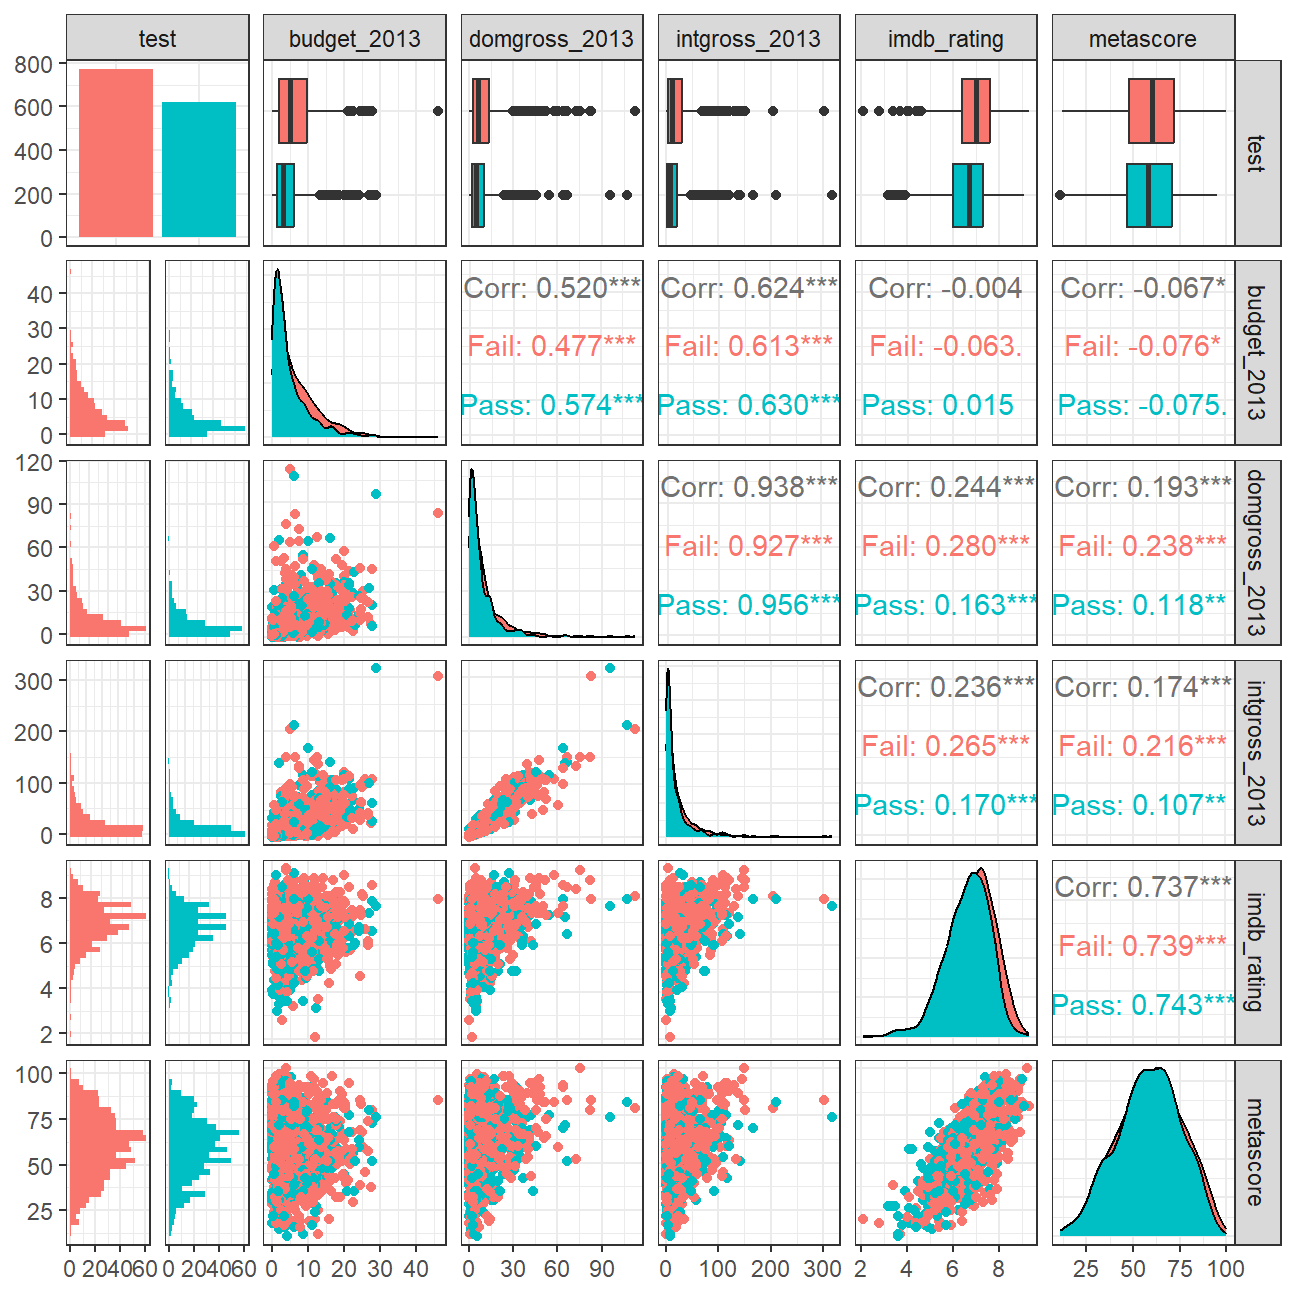 test budget_2013 domgross_2013 intgross_2013 imdb_rating metascore
800
600
400
200
0
test
Corr: 0.520*** Corr: 0.624*** Corr: -0.004 Corr: -0.067*
Fail: 0.477*** Fail: 0.613*** Fail: -0.063. Fail: -0.076*
Pass: 0.574*** Pass: 0.630*** Pass: 0.015 Pass: -0.075.
40
30
20
10
0
budget_2013
Corr: 0.938*** Corr: 0.244*** Corr: 0.193***
Fail: 0.927*** Fail: 0.280*** Fail: 0.238***
Pass: 0.956*** Pass: 0.163*** Pass: 0.118**
120
90
60
30
0
domgross_2013
Corr: 0.236*** Corr: 0.174***
Fail: 0.265*** Fail: 0.216***
Pass: 0.170*** Pass: 0.107**
300
200
100
0
intgross_2013
Corr: 0.737***
Fail: 0.739***
Pass: 0.743***
8
6
4
2
imdb_rating
100
75
50
25
metascore
0 20 40 60 0 20 40 60 0 10 20 30 40 0 30 60 90 0 100 200 300 2 4 6 8 25 50 75 100